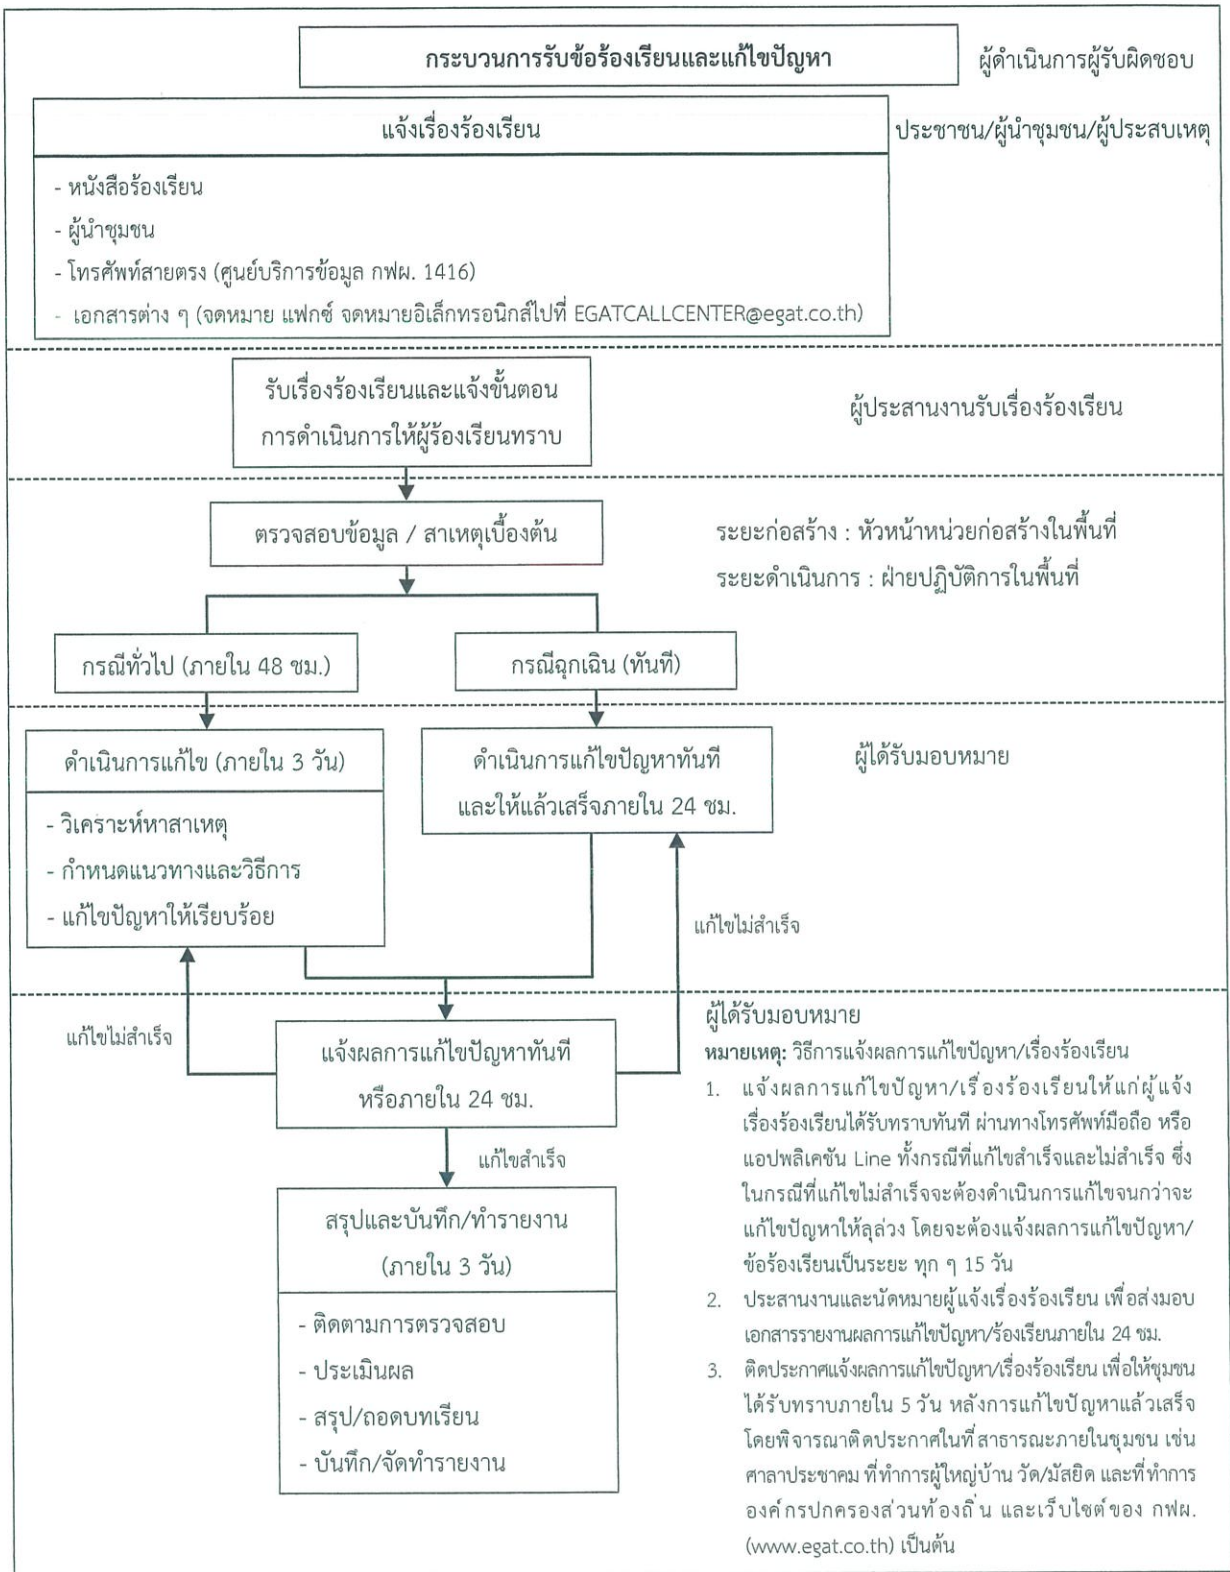 กระบวนการรับข้อร้องเรียนและแก้ไขปัญหา
ผู้ดำเนินการผู้รับผิดชอบ
แจ้งเรื่องร้องเรียน
ประชาชน/ผู้นำชุมชน/ผู้ประสบเหตุ
- หนังสือร้องเรียน
- ผู้นำชุมชน
- โทรศัพท์สายตรง (ศูนย์บริการข้อมูล กฟผ. 1416)
- เอกสารต่าง ๆ (จดหมาย แฟกซ์ จดหมายอิเล็กทรอนิกส์ไปที่ EGATCALLCENTER@egat.co.th)
รับเรื่องร้องเรียนและแจ้งขั้นตอน
การดำเนินการให้ผู้ร้องเรียนทราบ
ผู้ประสานงานรับเรื่องร้องเรียน
ตรวจสอบข้อมูล / สาเหตุเบื้องต้น
ระยะก่อสร้าง : หัวหน้าหน่วยก่อสร้างในพื้นที่
ระยะดำเนินการ : ฝ่ายปฏิบัติการในพื้นที่
กรณีทั่วไป (ภายใน 48 ชม.)
กรณีฉุกเฉิน (ทันที)
ดำเนินการแก้ไข (ภายใน 3 วัน)
- วิเคราะห์หาสาเหตุ
- กำหนดแนวทางและวิธีการ
- แก้ไขปัญหาให้เรียบร้อย
ดำเนินการแก้ไขปัญหาทันที
และให้แล้วเสร็จภายใน 24 ชม.
ผู้ได้รับมอบหมาย
แก้ไขไม่สำเร็จ
แก้ไขไม่สำเร็จ
แจ้งผลการแก้ไขปัญหาทันที
หรือภายใน 24 ชม.
แก้ไขสำเร็จ
สรุปและบันทึก/ทำรายงาน
(ภายใน 3 วัน)
- ติดตามการตรวจสอบ
- ประเมินผล
- สรุป/ถอดบทเรียน
- บันทึก/จัดทำรายงาน
ผู้ได้รับมอบหมาย
หมายเหตุ: วิธีการแจ้งผลการแก้ไขปัญหา/เรื่องร้องเรียน
1. แจ้งผลการแก้ไขปัญหา/เรื่องร้องเรียนให้แก่ผู้แจ้ง
เรื่องร้องเรียนได้รับทราบทันที ผ่านทางโทรศัพท์มือถือ หรือ
แอปพลิเคชัน Line ทั้งกรณีที่แก้ไขสำเร็จและไม่สำเร็จ ซึ่ง
ในกรณีที่แก้ไขไม่สำเร็จจะต้องดำเนินการแก้ไขจนกว่าจะ
แก้ไขปัญหาให้ลุล่วง โดยจะต้องแจ้งผลการแก้ไขปัญหา/
ข้อร้องเรียนเป็นระยะ ทุก ๆ 15 วัน
2. ประสานงานและนัดหมายผู้แจ้งเรื่องร้องเรียน เพื่อส่งมอบ
เอกสารรายงานผลการแก้ไขปัญหา/ร้องเรียนภายใน 24 ชม.
3. ติดประกาศแจ้งผลการแก้ไขปัญหา/เรื่องร้องเรียน เพื่อให้ชุมชน
ได้รับทราบภายใน 5 วัน หลังการแก้ไขปัญหาแล้วเสร็จ
โดยพิจารณาติดประกาศในที่สาธารณะภายในชุมชน เช่น
ศาลาประชาคม ที่ทำการผู้ใหญ่บ้าน วัด/มัสยิด และที่ทำการ
องค์กรปกครองส่วนท้องถิ่น และเว็บไซต์ของ กฟผ.
(www.egat.co.th) เป็นต้น